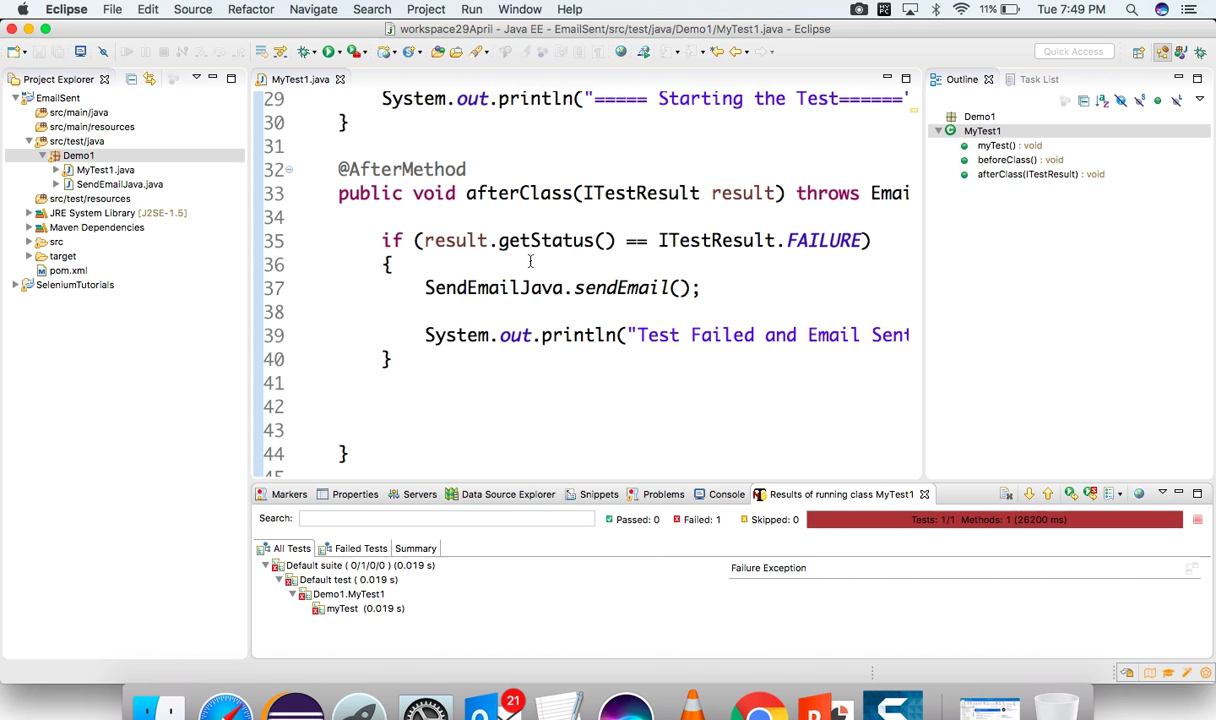 Eclipse File Edit Source Refactor Navigate Search Project Run Window Help 11% Tue 7:49 PM
workspace29April - Java EE - EmailSent/src/test/java/Demo1/MyTest1.java - Eclipse
Quick Access
Project Explorer
EmailSent
src/main/java
src/main/resources
src/test/java
Demo1
MyTest1.java
SendEmailJava.java
src/test/resources
JRE System Library [J2SE-1.5]
Maven Dependencies
src
target
pom.xml
SeleniumTutorials
MyTest1.java
29 System.out.println("===== Starting the Test======"
30 }
31
32 @AfterMethod
33 public void afterClass(ITestResult result) throws Emai
34
35 if (result.getStatus() == ITestResult.FAILURE)
36 {
37 SendEmailJava.sendEmail();
38
39 System.out.println("Test Failed and Email Sent
40 }
41
42
43
44 }
45
Outline Task List
Demo1
MyTest1
myTest() : void
beforeClass() : void
afterClass(ITestResult) : void
Markers Properties Servers Data Source Explorer Snippets Problems Console Results of running class MyTest1
Search: Passed: 0 Failed: 1 Skipped: 0 Tests: 1/1 Methods: 1 (26200 ms)
All Tests Failed Tests Summary
Default suite ( 0/1/0/0 ) (0.019 s)
Default test ( 0.019 s)
Demo1.MyTest1
myTest (0.019 s)
Failure Exception
21